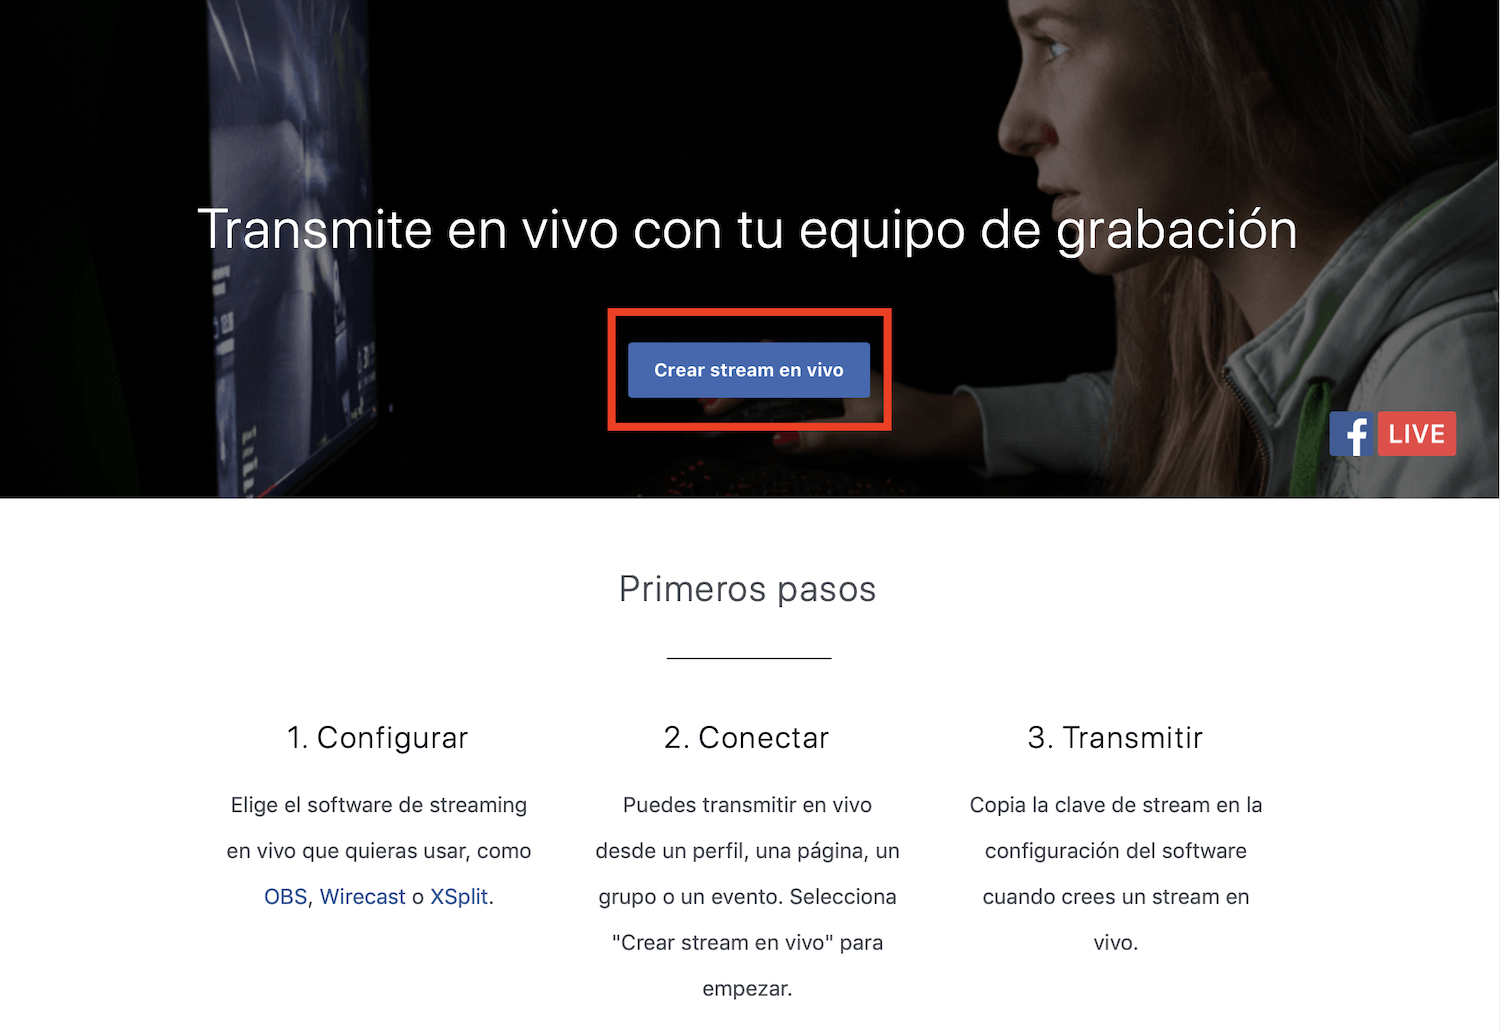 Transmite en vivo con tu equipo de grabación
Crear stream en vivo
f LIVE
Primeros pasos
1. Configurar
Elige el software de streaming
en vivo que quieras usar, como
OBS, Wirecast o XSplit.
2. Conectar
Puedes transmitir en vivo
desde un perfil, una página, un
grupo o un evento. Selecciona
"Crear stream en vivo" para
empezar.
3. Transmitir
Copia la clave de stream en la
configuración del software
cuando crees un stream en
vivo.